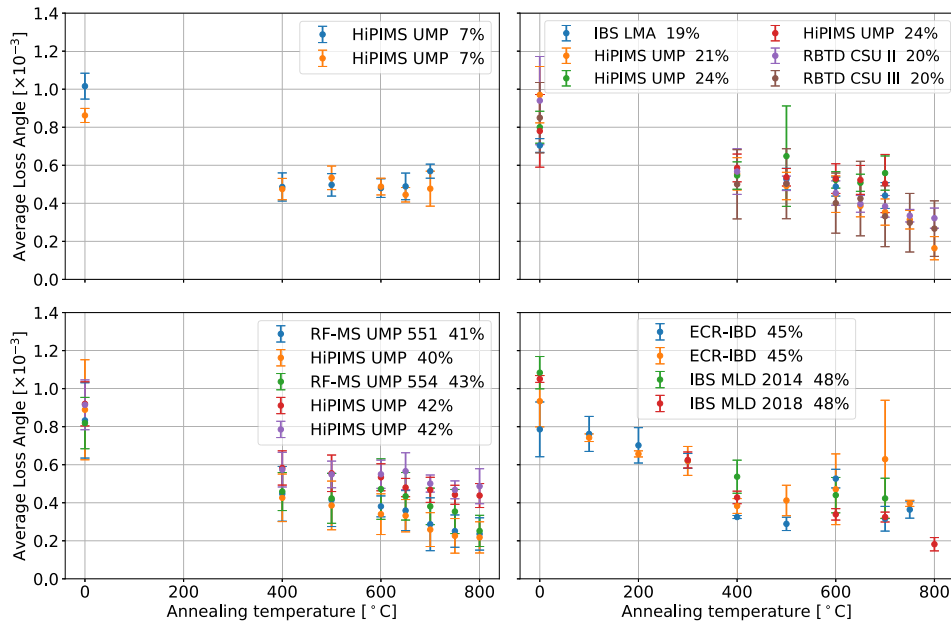 1.4
1.2
1.0
0.8
0.6
0.4
0.2
0.0
Average Loss Angle [×10⁻³]
HiPIMS UMP 7%
HiPIMS UMP 7%
IBS LMA 19%
HiPIMS UMP 21%
HiPIMS UMP 24%
HiPIMS UMP 24%
RBTD CSU II 20%
RBTD CSU III 20%
1.4
1.2
1.0
0.8
0.6
0.4
0.2
0.0
Average Loss Angle [×10⁻³]
RF-MS UMP 551 41%
HiPIMS UMP 40%
RF-MS UMP 554 43%
HiPIMS UMP 42%
HiPIMS UMP 42%
0 200 400 600 800
Annealing temperature [°C]
ECR-IBD 45%
ECR-IBD 45%
IBS MLD 2014 48%
IBS MLD 2018 48%
0 200 400 600 800
Annealing temperature [°C]